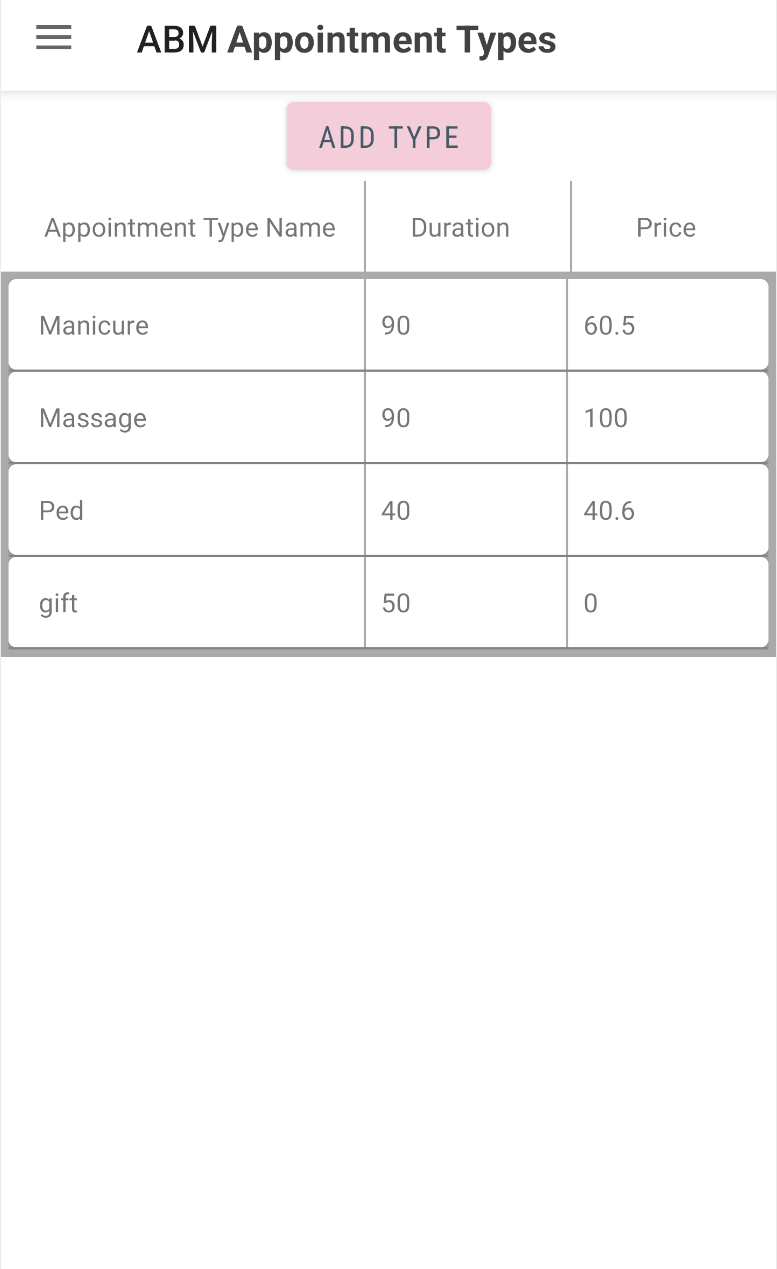 ABM Appointment Types
ADD TYPE
Appointment Type Name Duration Price
Manicure 90 60.5
Massage 90 100
Ped 40 40.6
gift 50 0